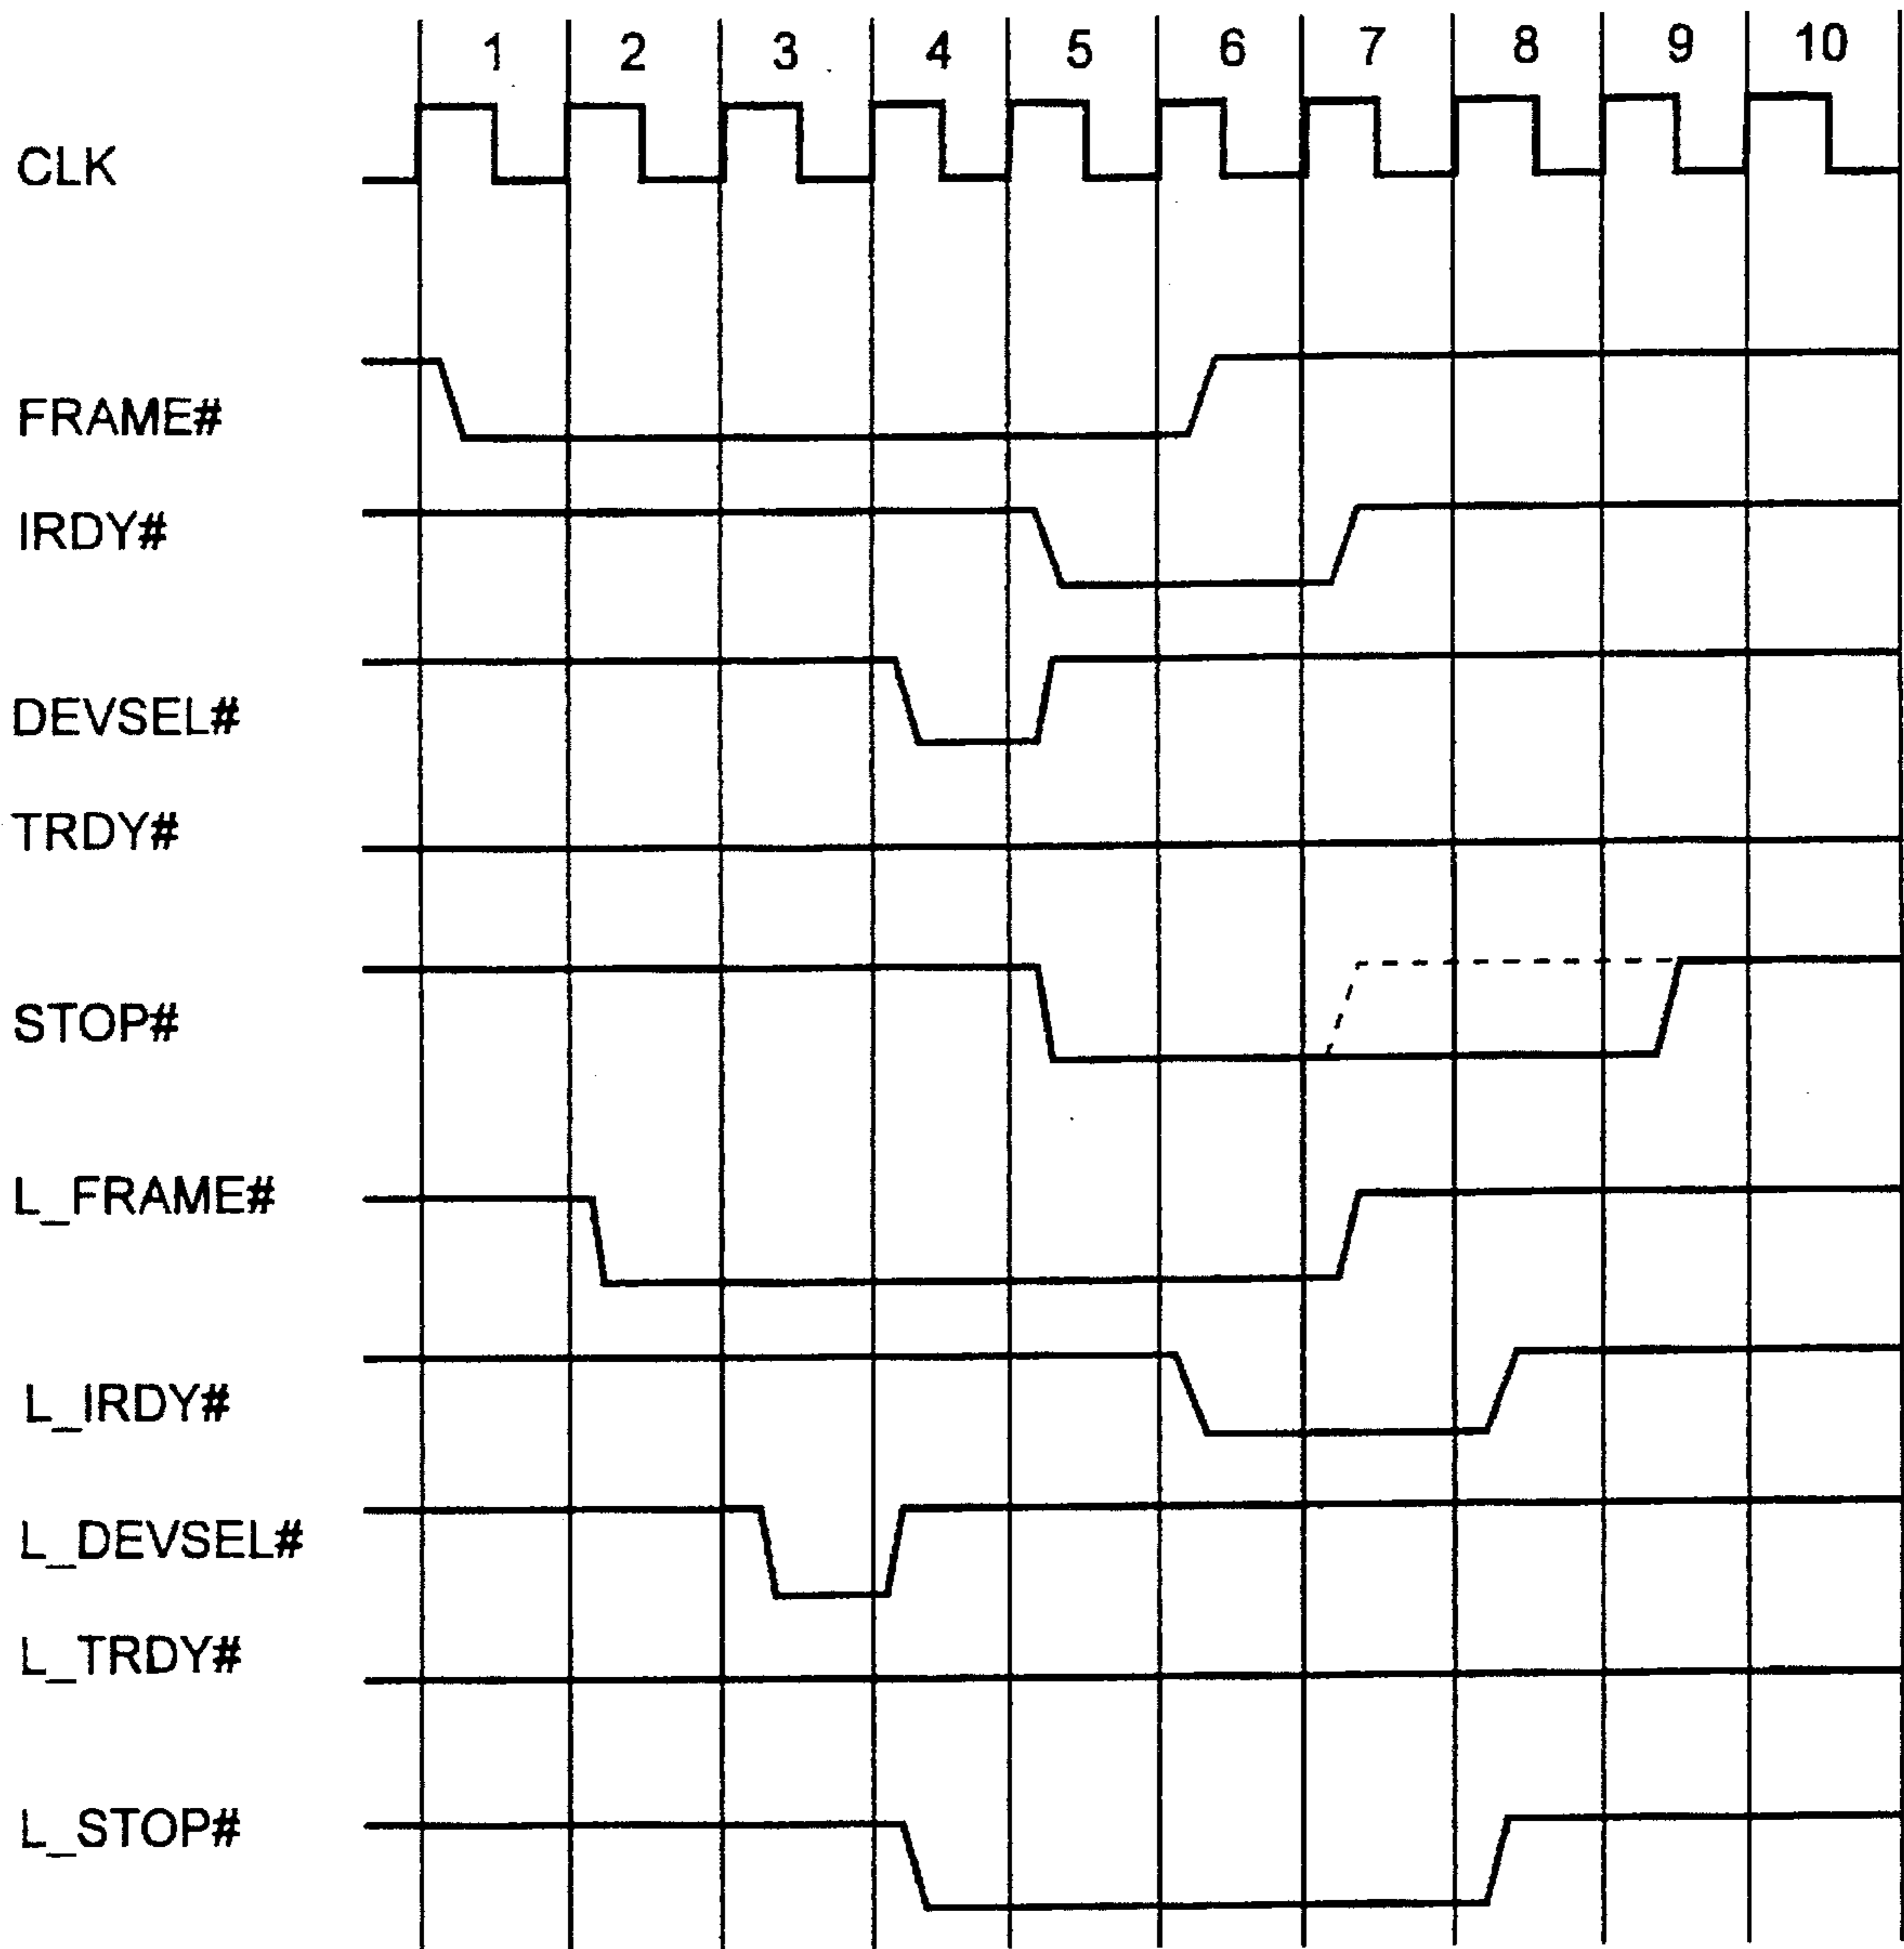 1 2 3 4 5 6 7 8 9 10
CLK
FRAME#
IRDY#
DEVSEL#
TRDY#
STOP#
L_FRAME#
L_IRDY#
L_DEVSEL#
L_TRDY#
L_STOP#